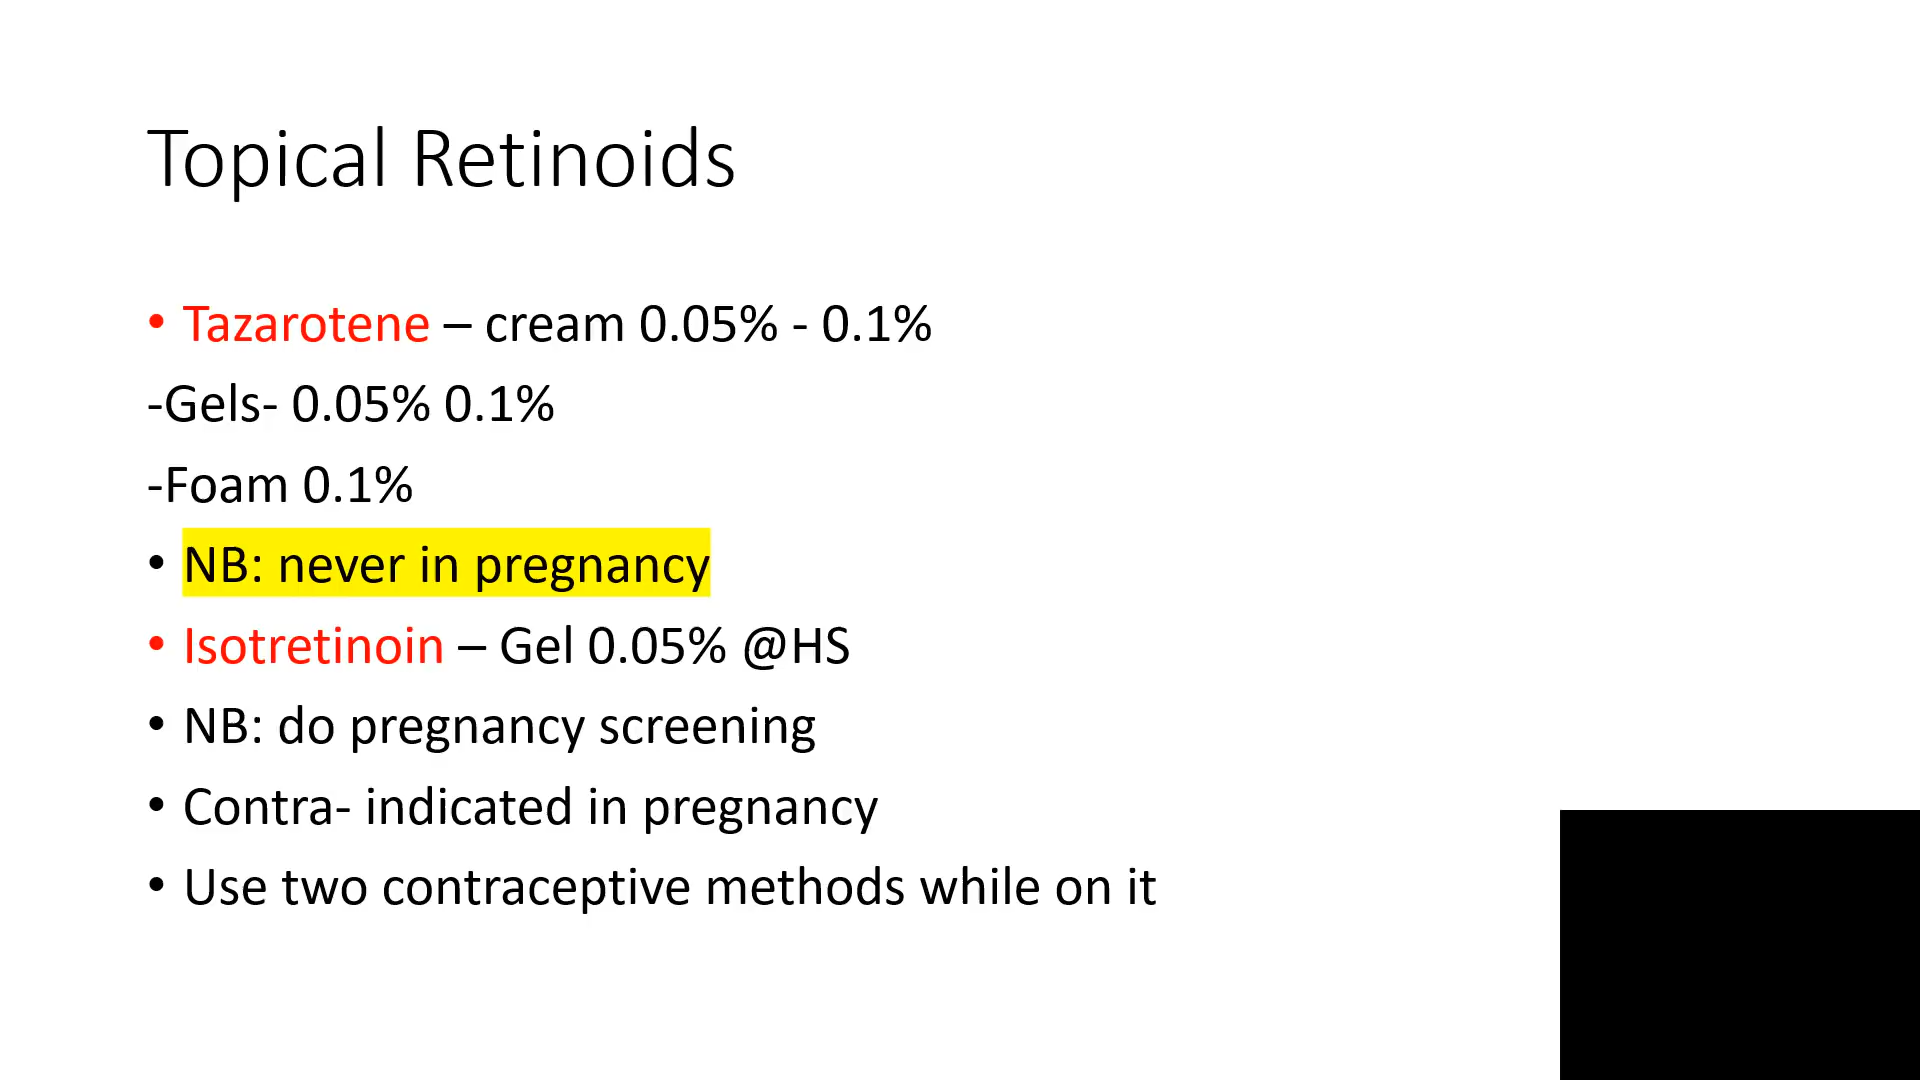 Topical Retinoids
• Tazarotene – cream 0.05% - 0.1%
-Gels- 0.05% 0.1%
-Foam 0.1%
• NB: never in pregnancy
• Isotretinoin – Gel 0.05% @HS
• NB: do pregnancy screening
• Contra- indicated in pregnancy
• Use two contraceptive methods while on it